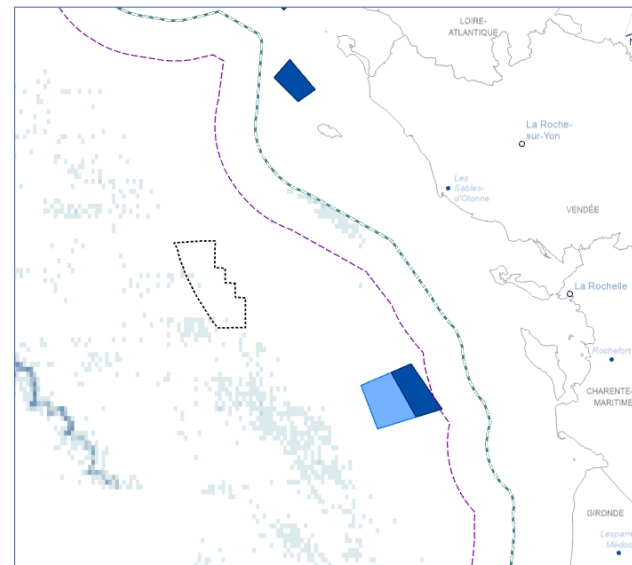 LOIRE-
ATLANTIQUE
La Roche-
sur-Yon
Les
Sables-
d'Olonne
VENDÉE
La Rochelle
Rochefort
CHARENTE-
MARITIME
GIRONDE
Lesparre
Médoc